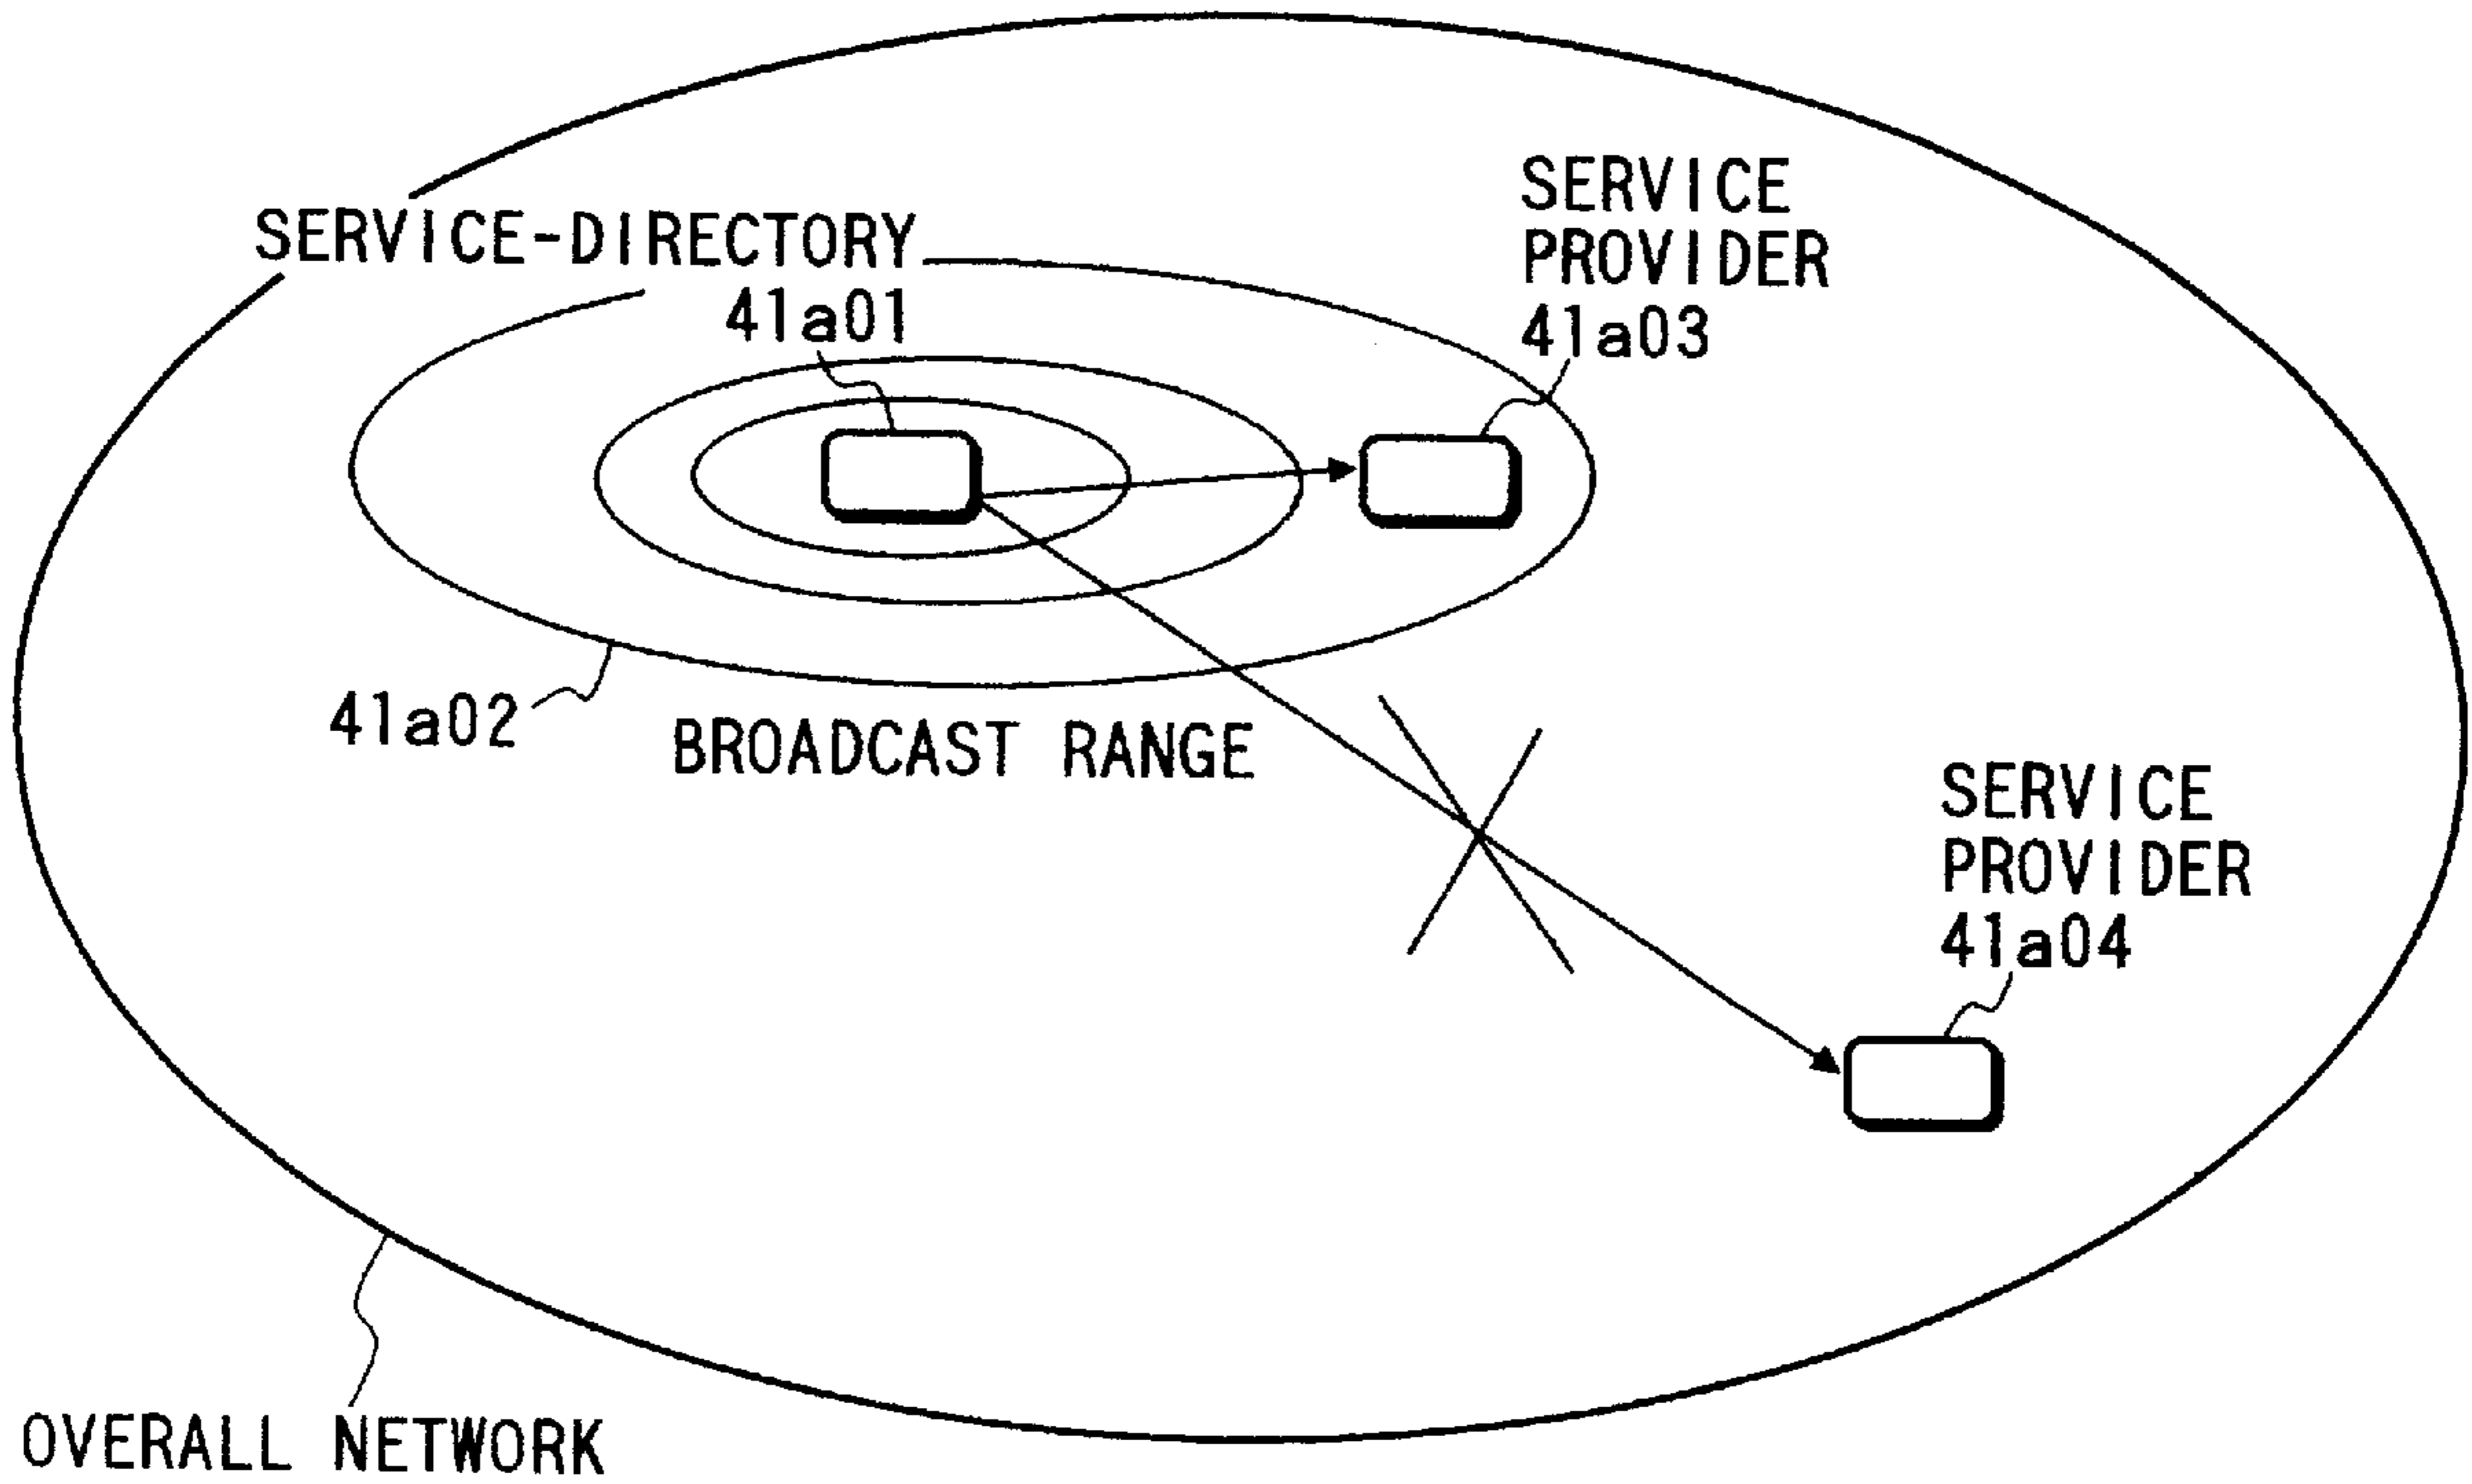 SERVICE-DIRECTORY
41a01
SERVICE
PROVIDER
41a03
41a02
BROADCAST RANGE
SERVICE
PROVIDER
41a04
OVERALL NETWORK